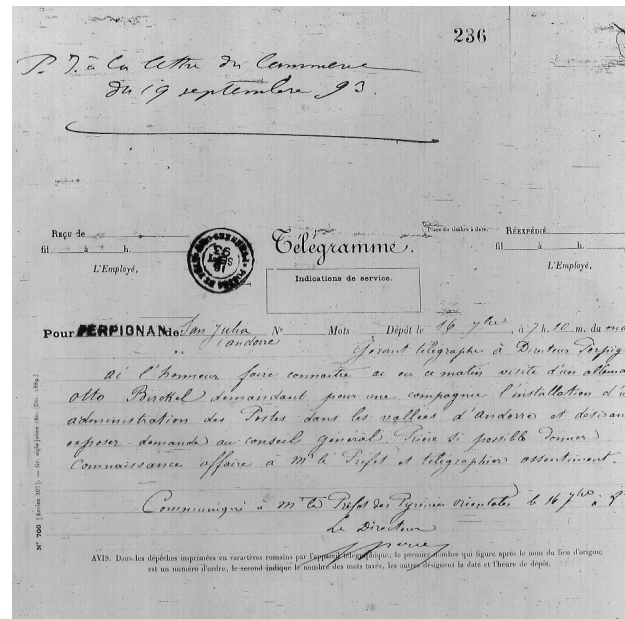 236
P. J. à la lettre du Commerce
du 19 septembre 93.
Reçu de
fil à h.
L'Employé,
Télégramme.
Indications de service.
Place du timbre à date.
RÉEXPÉDIÉ
fil à h.
L'Employé,
Pour PERPIGNAN de San Julia N° Mots Dépôt le 16 7bre, à 7 h. 10 m. du
(andorre
Gérant télégraphe à Directeur
ai l'honneur faire connaitre ai eu ce matin visite d'un
otto demandant pour une compagnie l'installation
administration des Postes dans les vallées d'Andorre et
exposer demande au conseil général. Prière si possible donner
connaissance affaire à Mr le Préfet et télégraphier assentiment.
Communiqué à Mr le Préfet des Pyrénées orientales le 16 7bre à
Le Directeur
N° 700
AVIS. Dans les dépêches imprimées en caractères romains par l'appareil télégraphique, le premier nombre qui figure après le nom du lieu d'origine
est un numéro d'ordre, le second indique le nombre des mots taxés, les autres désignent la date et l'heure de dépôt.